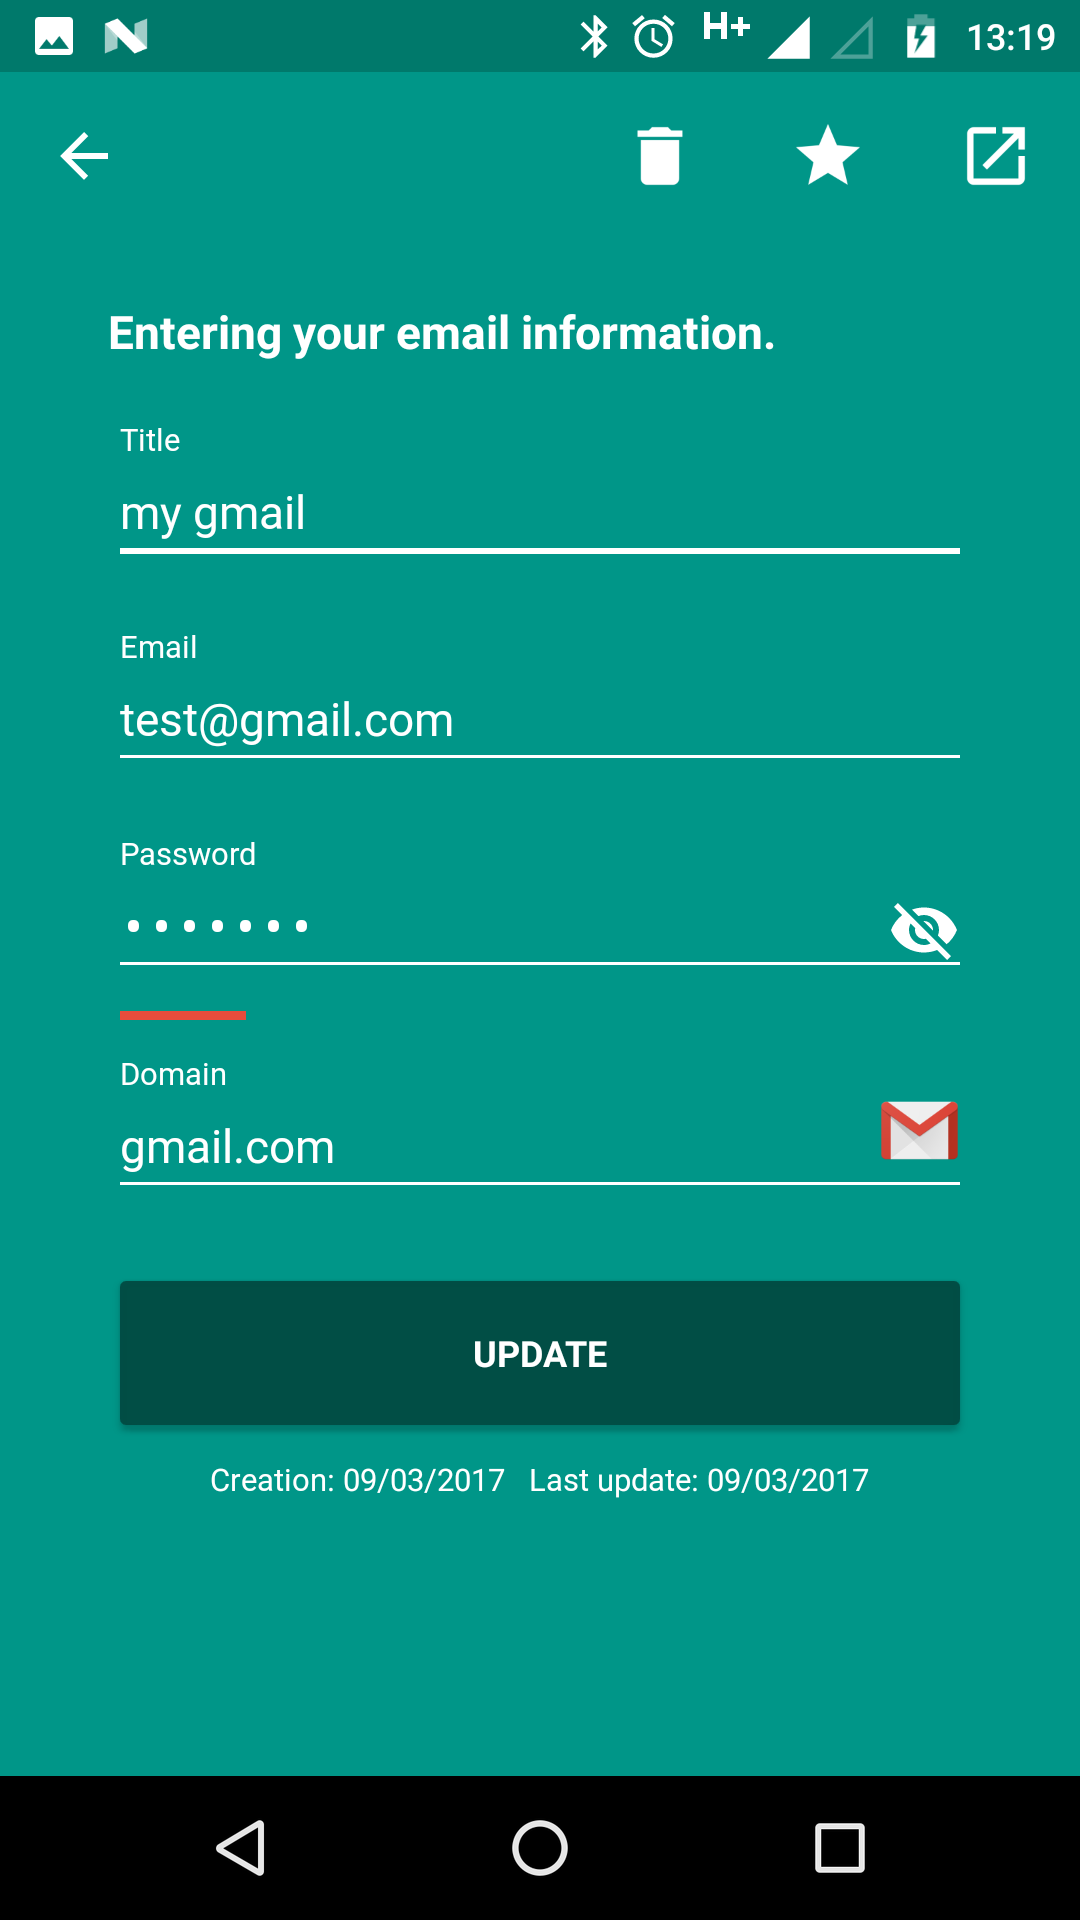 H+ 13:19
Entering your email information.
Title
my gmail
Email
test@gmail.com
Password
•••••••
Domain
gmail.com
UPDATE
Creation: 09/03/2017 Last update: 09/03/2017